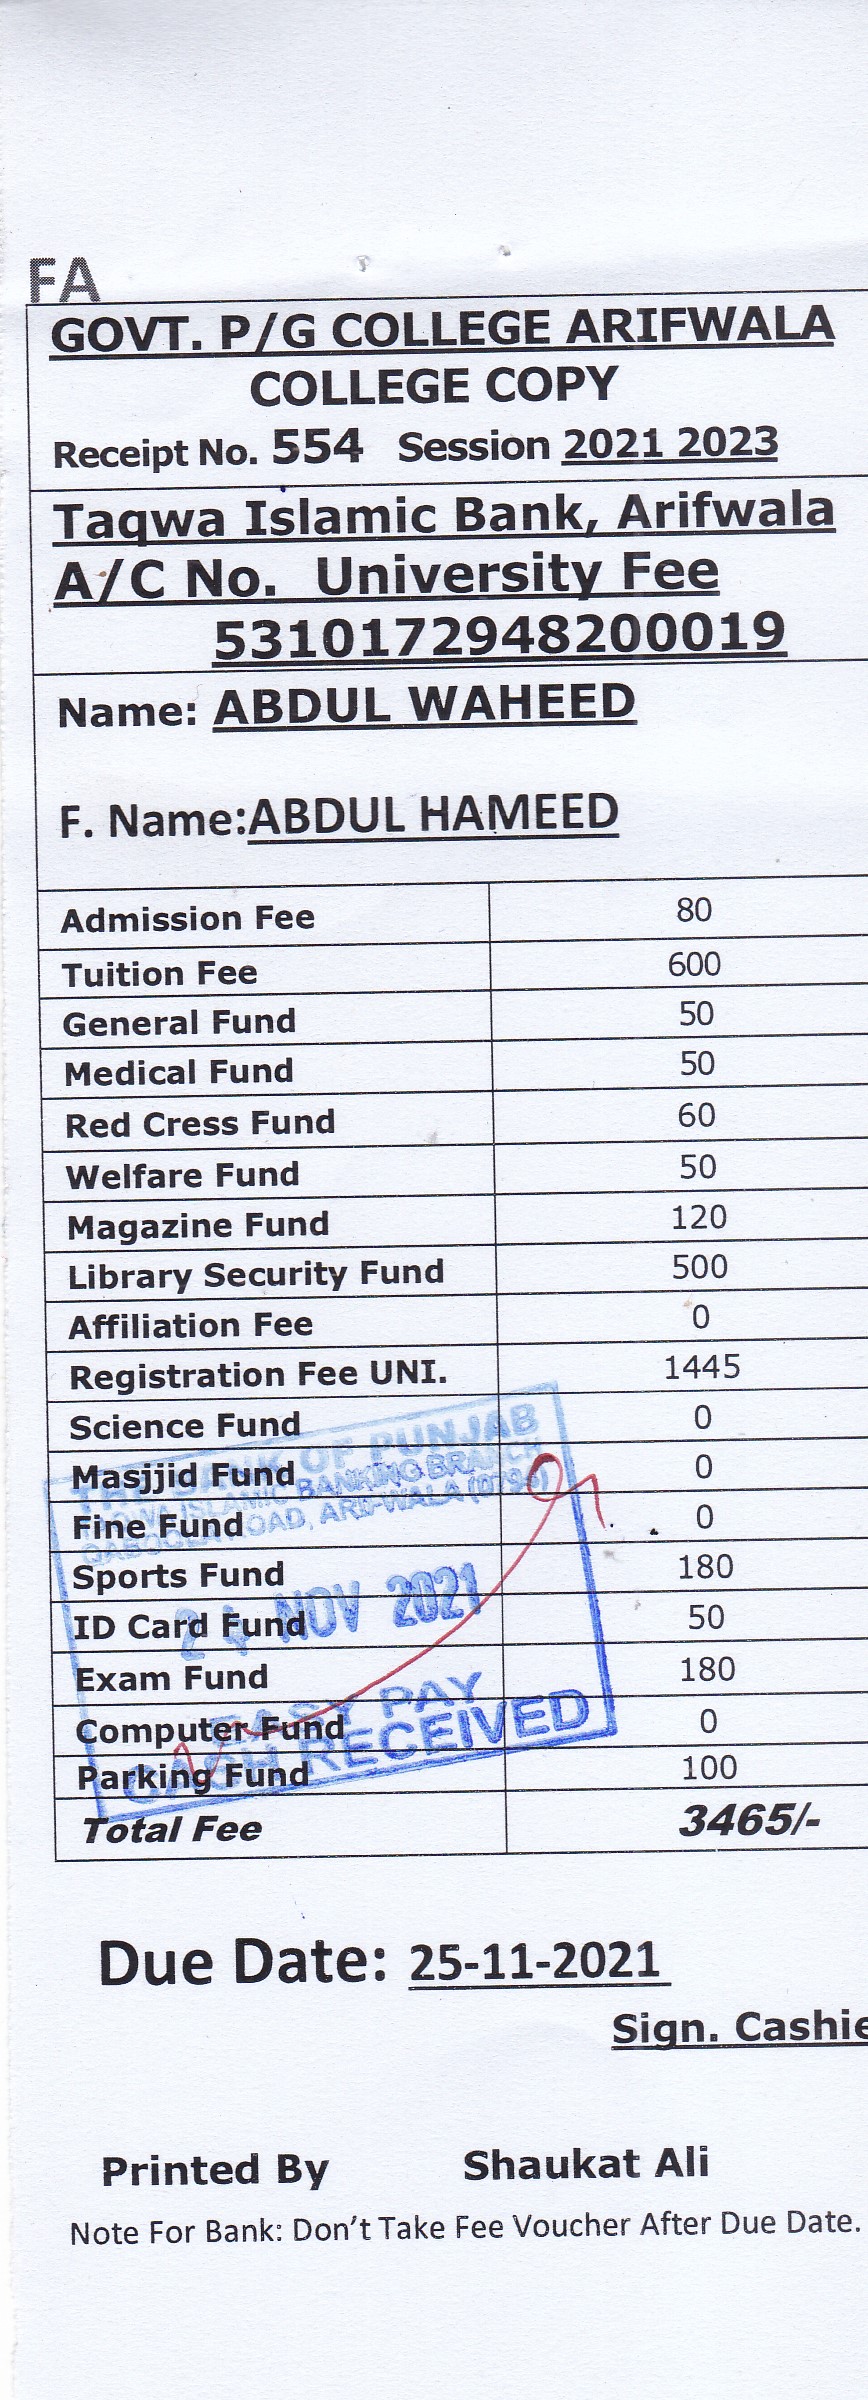 FA
GOVT. P/G COLLEGE ARIFWALA
COLLEGE COPY
Receipt No. 554 Session 2021 2023
Taqwa Islamic Bank, Arifwala
A/C No. University Fee
5310172948200019
Name: ABDUL WAHEED
F. Name:ABDUL HAMEED
Admission Fee 80
Tuition Fee 600
General Fund 50
Medical Fund 50
Red Cress Fund 60
Welfare Fund 50
Magazine Fund 120
Library Security Fund 500
Affiliation Fee 0
Registration Fee UNI. 1445
Science Fund 0
Masjjid Fund 0
Fine Fund 0
Sports Fund 180
ID Card Fund 50
Exam Fund 180
Computer Fund 0
Parking Fund 100
Total Fee 3465/-
THE BANK OF PUNJAB
TAQWA ISLAMIC BANKING BRANCH
QABOOLA ROAD, ARIFWALA (0790)
24 NOV 2021
EASY PAY
CASH RECEIVED
Due Date: 25-11-2021
Sign. Cashie
Printed By Shaukat Ali
Note For Bank: Don't Take Fee Voucher After Due Date.